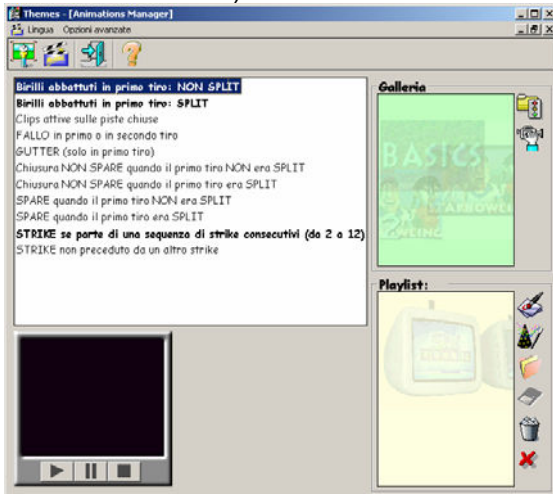 Themes - [Animations Manager]
Lingua Opzioni avanzate
Birilli abbattuti in primo tiro: NON SPLIT
Birilli abbattuti in primo tiro: SPLIT
Clips attive sulle piste chiuse
FALLO in primo o in secondo tiro
GUTTER (solo in primo tiro)
Chiusura NON SPARE quando il primo tiro NON era SPLIT
Chiusura NON SPARE quando il primo tiro era SPLIT
SPARE quando il primo tiro NON era SPLIT
SPARE quando il primo tiro era SPLIT
STRIKE se parte di una sequenza di strike consecutivi (da 2 a 12)
STRIKE non preceduto da un altro strike
Galleria
BASICS
Playlist: